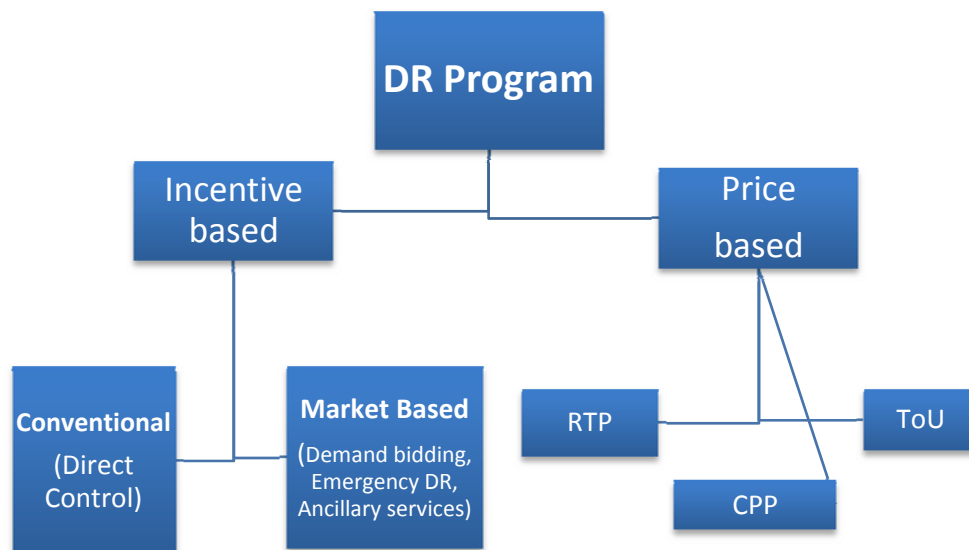 DR Program
Incentive
based
Price
based
Conventional
(Direct
Control)
Market Based
(Demand bidding,
Emergency DR,
Ancillary services)
RTP
ToU
CPP